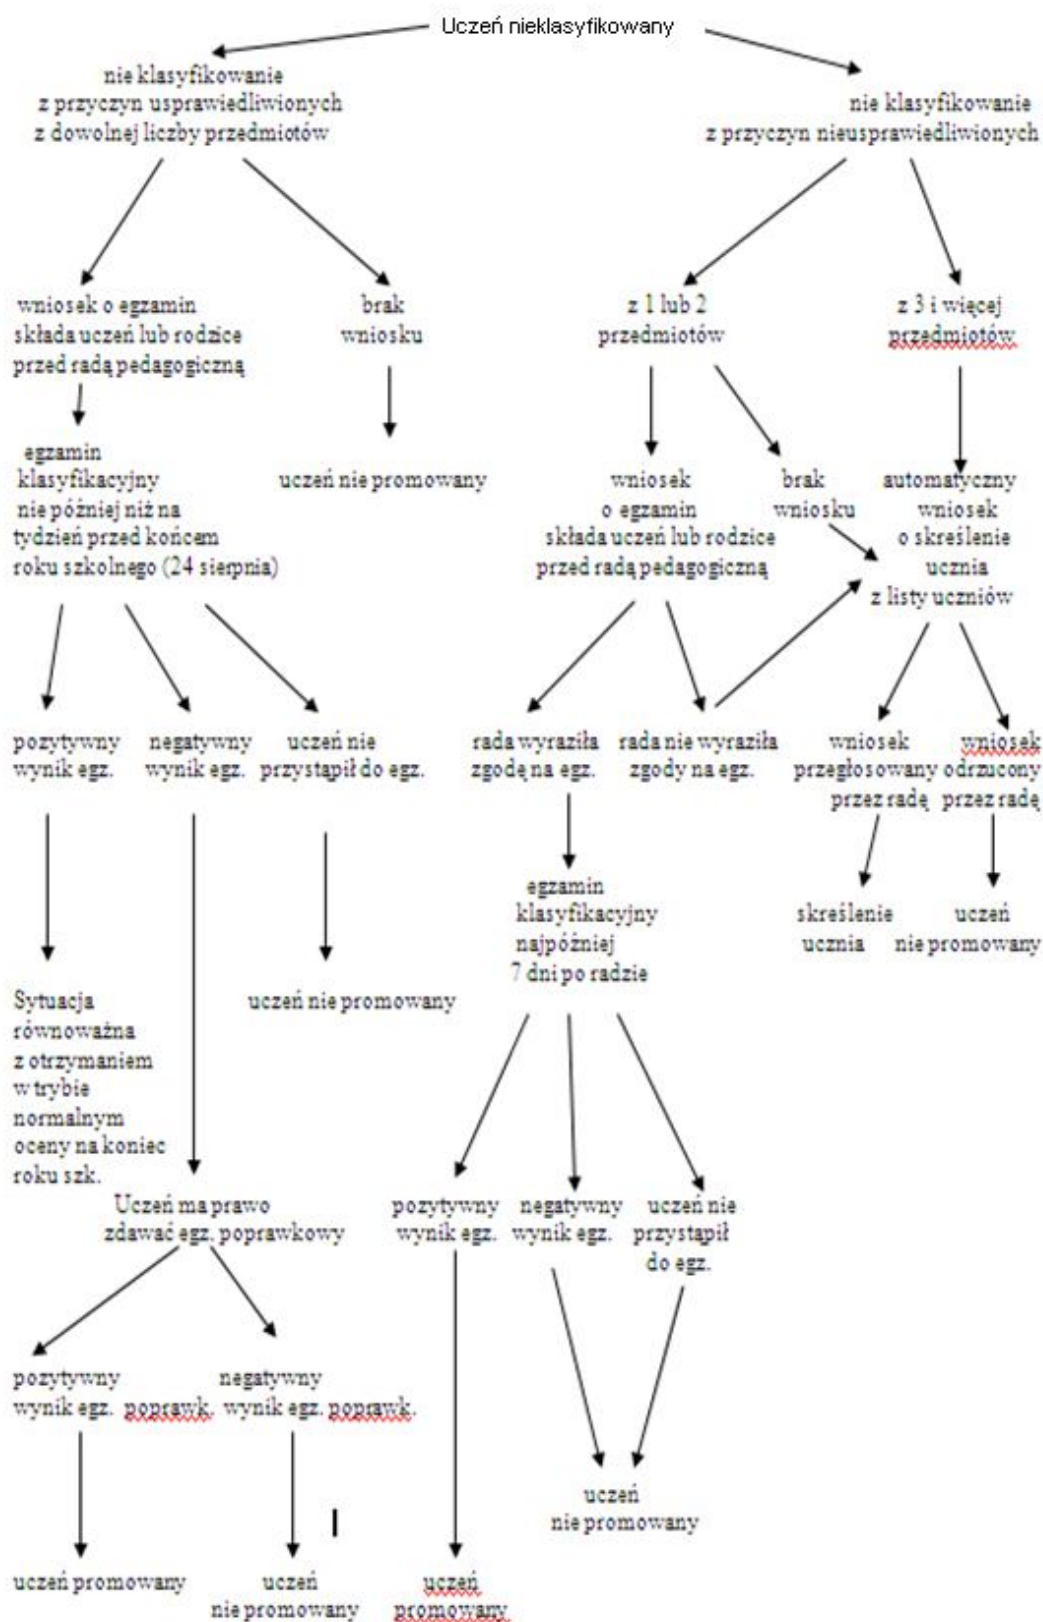 Uczeń nieklasyfikowany
nie klasyfikowanie
z przyczyn usprawiedliwionych
z dowolnej liczby przedmiotów
nie klasyfikowanie
z przyczyn nieusprawiedliwionych
wniosek o egzamin
składa uczeń lub rodzice
przed radą pedagogiczną
brak
wniosku
z 1 lub 2
przedmiotów
z 3 i więcej
przedmiotów
egzamin
klasyfikacyjny
nie później niż na
tydzień przed końcem
roku szkolnego (24 sierpnia)
uczeń nie promowany
wniosek
o egzamin
składa uczeń lub rodzice
przed radą pedagogiczną
brak
wniosku
automatyczny
wniosek
o skreślenie
ucznia
z listy uczniów
pozytywny
wynik egz.
negatywny
wynik egz.
uczeń nie
przystąpił do egz.
rada wyraziła
zgodę na egz.
rada nie wyraziła
zgody na egz.
wniosek
przegłosowany
przez radę
wniosek
odrzucony
przez radę
egzamin
klasyfikacyjny
najpóźniej
7 dni po radzie
skreślenie
ucznia
uczeń
nie promowany
Sytuacja
równoważna
z otrzymaniem
w trybie
normalnym
oceny na koniec
roku szk.
uczeń nie promowany
Uczeń ma prawo
zdawać egz. poprawkowy
pozytywny
wynik egz.
negatywny
wynik egz.
uczeń nie
przystąpił
do egz.
pozytywny
wynik egz. poprawk.
negatywny
wynik egz. poprawk.
uczeń
nie promowany
uczeń promowany
uczeń
nie promowany
uczeń
promowany